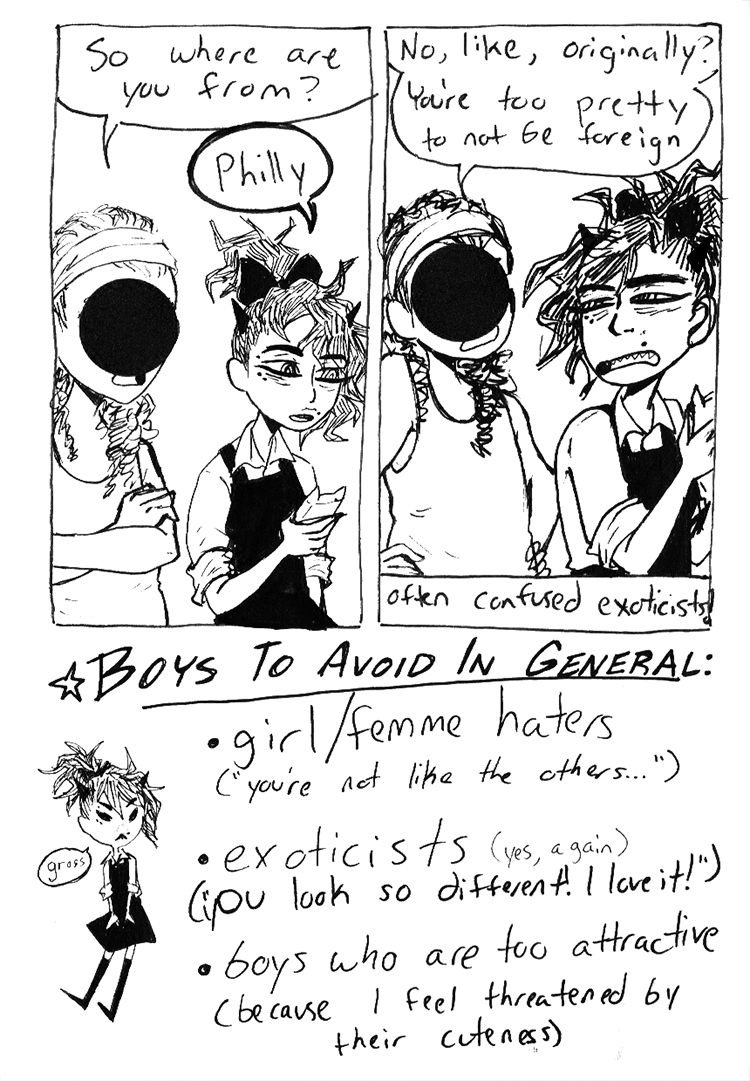 So where are
you from?
Philly
No, like, originally?
You're too pretty
to not be foreign
often confused exoticists!
☆BOYS TO AVOID IN GENERAL:
• girl/femme haters
("you're not like the others...")
• exoticists (yes, again)
("you look so different! I love it!")
gross
• boys who are too attractive
(because I feel threatened by
their cuteness)